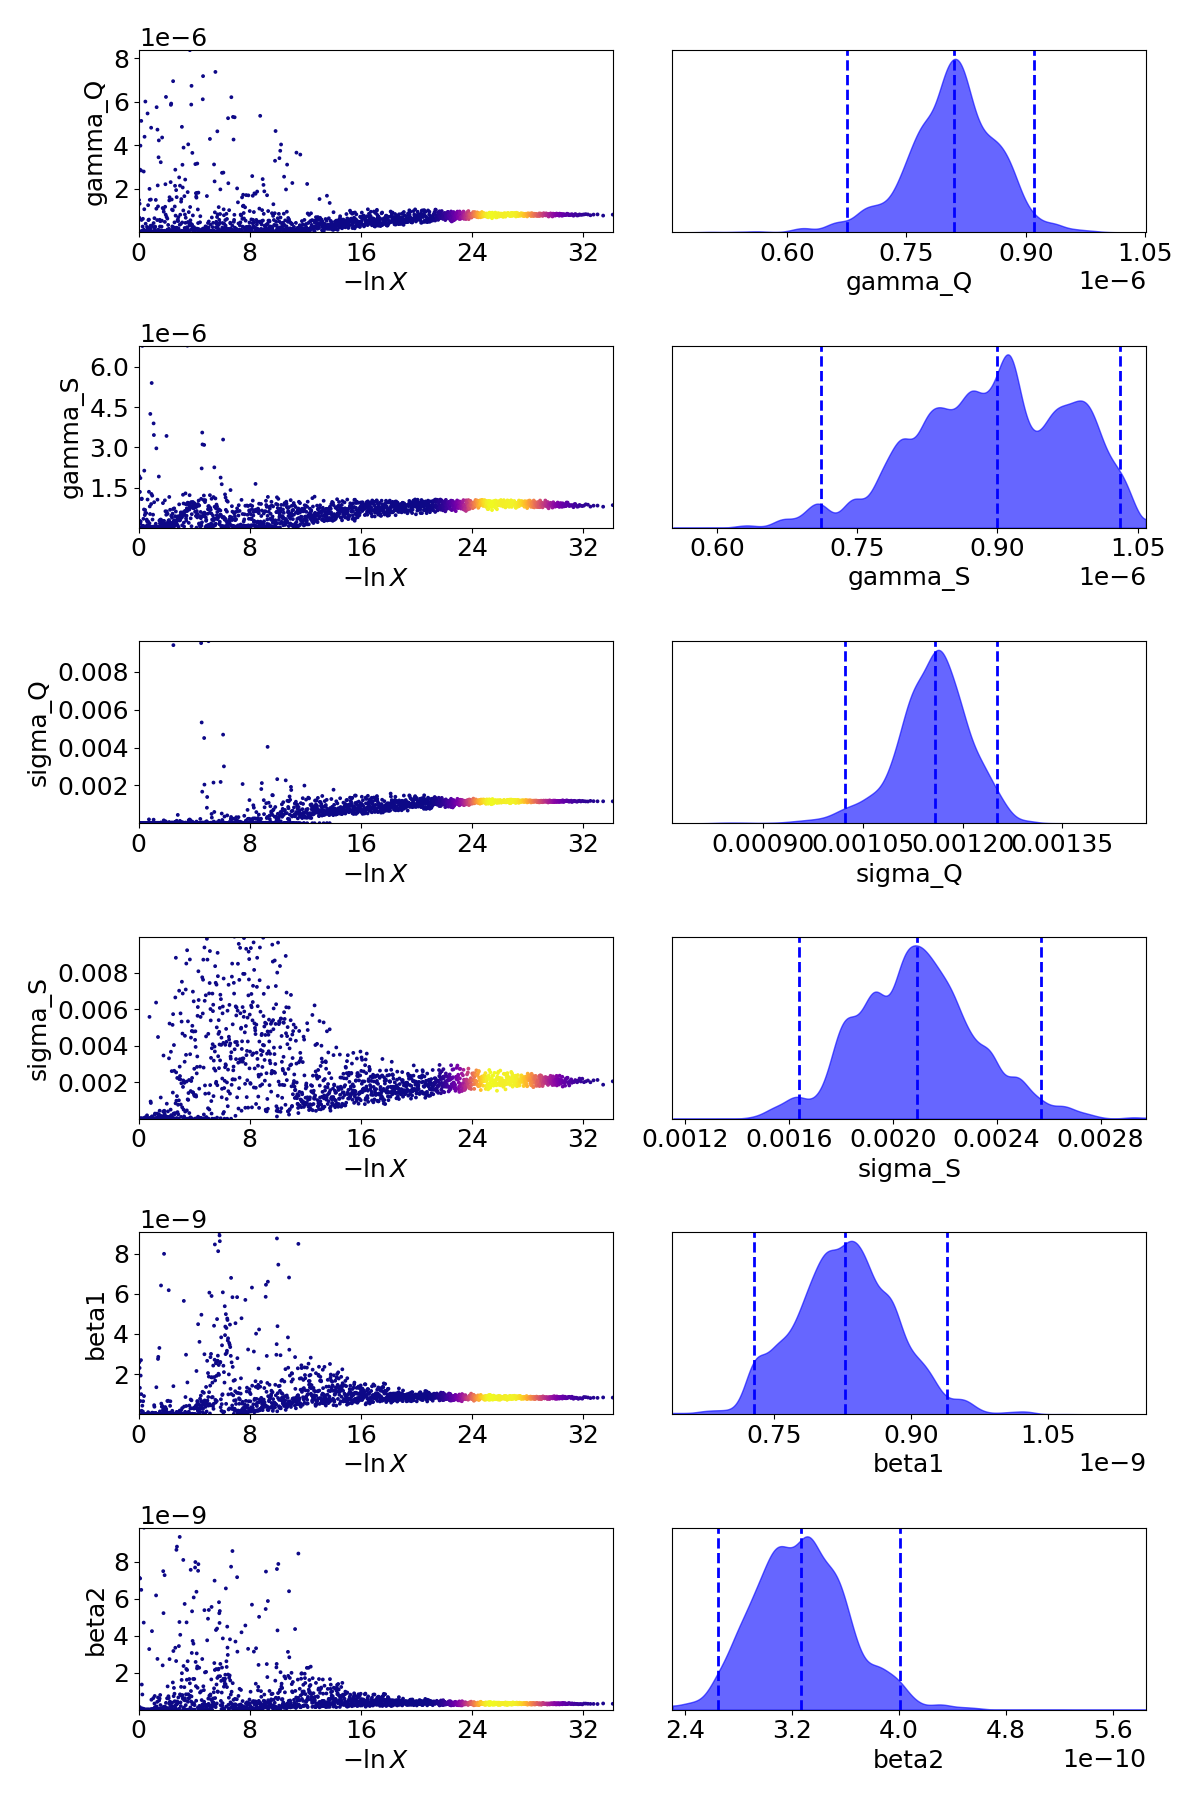 1e−6
gamma_Q
8
6
4
2
0 8 16 24 32
−ln X
0.60 0.75 0.90 1.05
gamma_Q 1e−6
1e−6
gamma_S
6.0
4.5
3.0
1.5
0 8 16 24 32
−ln X
0.60 0.75 0.90 1.05
gamma_S 1e−6
sigma_Q
0.008
0.006
0.004
0.002
0 8 16 24 32
−ln X
0.00090 0.00105 0.00120 0.00135
sigma_Q
sigma_S
0.008
0.006
0.004
0.002
0 8 16 24 32
−ln X
0.0012 0.0016 0.0020 0.0024 0.0028
sigma_S
1e−9
beta1
8
6
4
2
0 8 16 24 32
−ln X
0.75 0.90 1.05
beta1 1e−9
1e−9
beta2
8
6
4
2
0 8 16 24 32
−ln X
2.4 3.2 4.0 4.8 5.6
beta2 1e−10